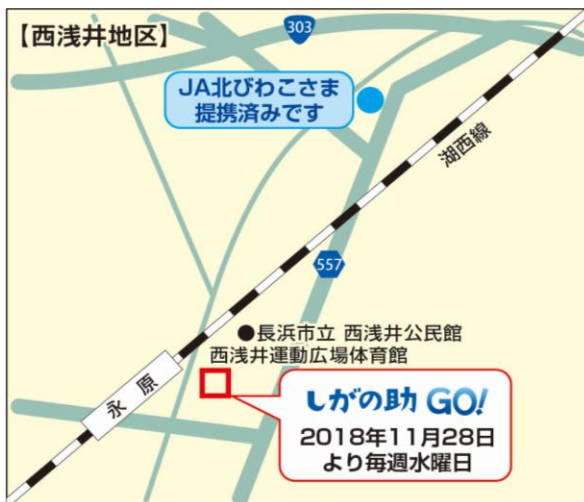 【西浅井地区】
303
JA北びわこさま
提携済みです
湖西線
557
●長浜市立 西浅井公民館
西浅井運動広場体育館
永原
しがの助 GO!
2018年11月28日
より毎週水曜日